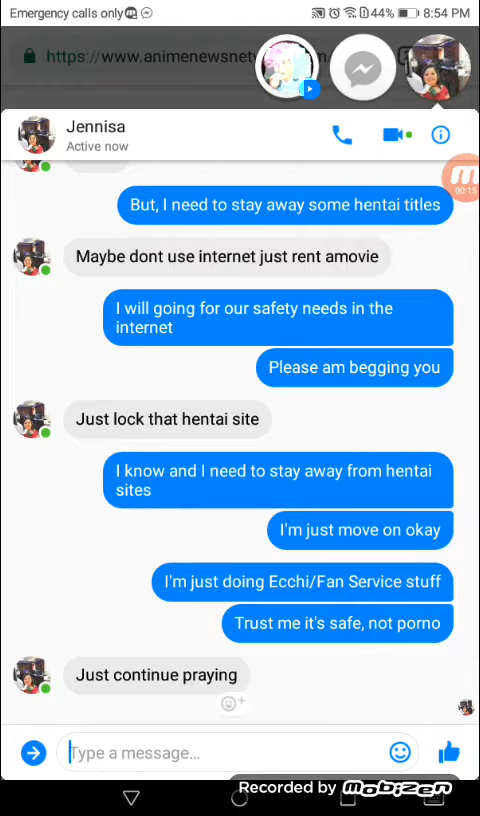 Emergency calls only
44% 8:54 PM
https://www.animenewsnet
Jennisa
Active now
00:15
But, I need to stay away some hentai titles
Maybe dont use internet just rent amovie
I will going for our safety needs in the
internet
Please am begging you
Just lock that hentai site
I know and I need to stay away from hentai
sites
I'm just move on okay
I'm just doing Ecchi/Fan Service stuff
Trust me it's safe, not porno
Just continue praying
Type a message...
Recorded by mobizen